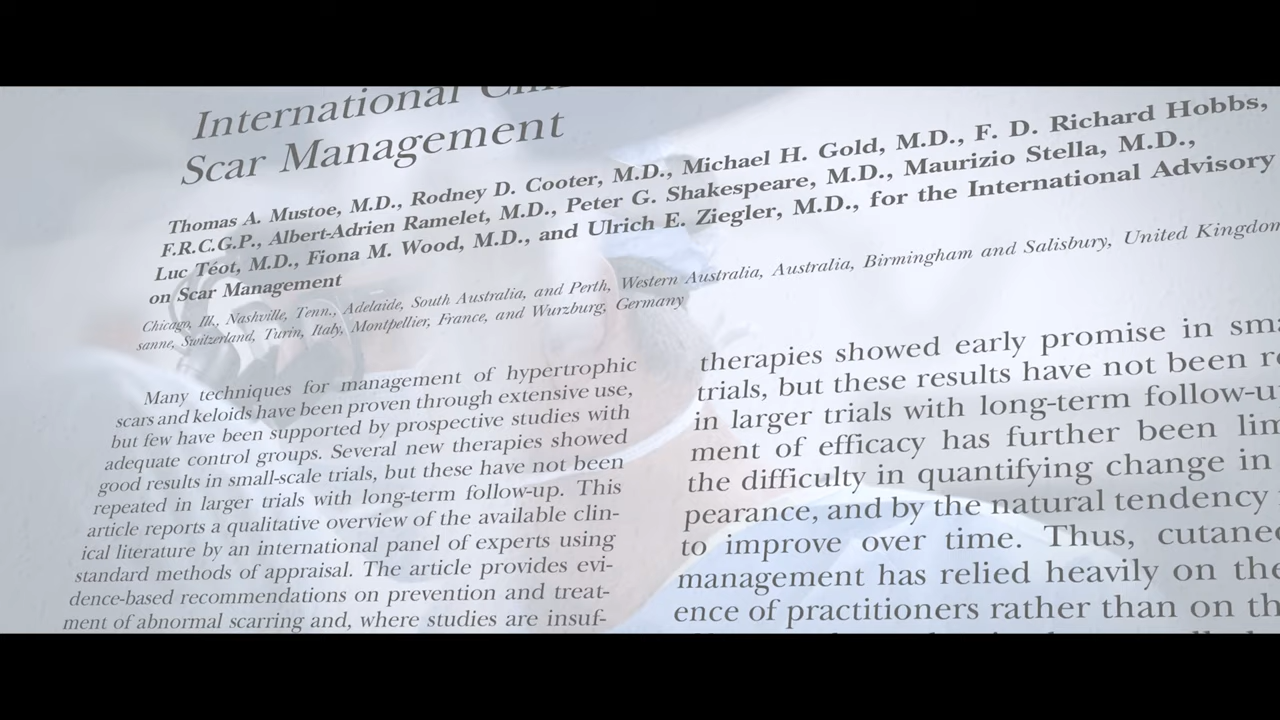 International
Scar Management
Thomas A. Mustoe, M.D., Rodney D. Cooter, M.D., Michael H. Gold, M.D., F. D. Richard Hobbs,
F.R.C.G.P., Albert-Adrien Ramelet, M.D., Peter G. Shakespeare, M.D., Maurizio Stella, M.D.,
Luc Téot, M.D., Fiona M. Wood, M.D., and Ulrich E. Ziegler, M.D., for the International Advisory
on Scar Management
Chicago, Ill., Nashville, Tenn., Adelaide, South Australia, and Perth, Western Australia, Australia, Birmingham and Salisbury, United Kingdom
sanne, Switzerland, Turin, Italy, Montpellier, France, and Wurzburg, Germany
Many techniques for management of hypertrophic
scars and keloids have been proven through extensive use,
but few have been supported by prospective studies with
adequate control groups. Several new therapies showed
good results in small-scale trials, but these have not been
repeated in larger trials with long-term follow-up. This
article reports a qualitative overview of the available clin-
ical literature by an international panel of experts using
standard methods of appraisal. The article provides evi-
dence-based recommendations on prevention and treat-
ment of abnormal scarring and, where studies are insuf-
therapies showed early promise in
trials, but these results have not been
in larger trials with long-term
ment of efficacy has further been
the difficulty in quantifying change in
pearance, and by the natural tendency
to improve over time. Thus,
management has relied heavily on
ence of practitioners rather than on